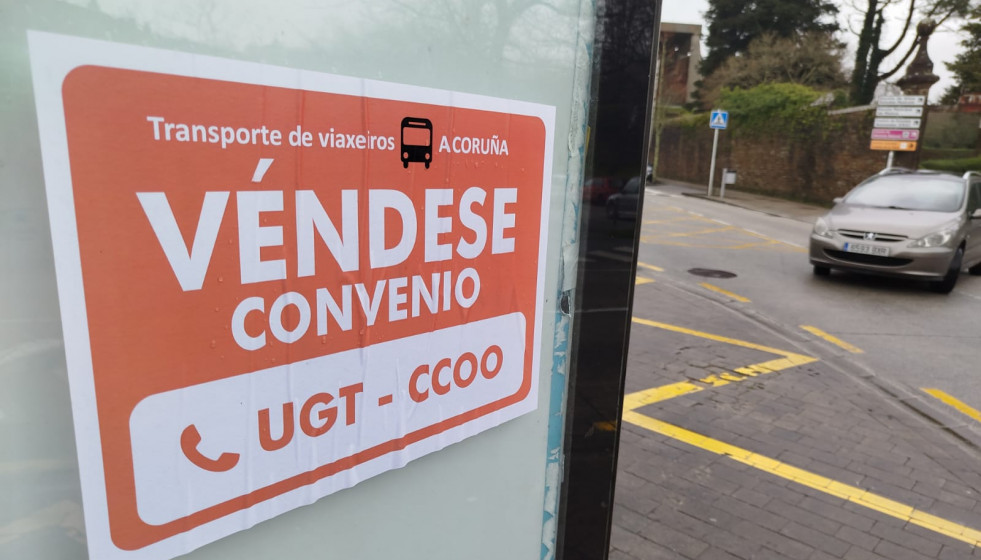 Transporte de viaxeiros A CORUÑA
VÉNDESE
CONVENIO
UGT - CCOO